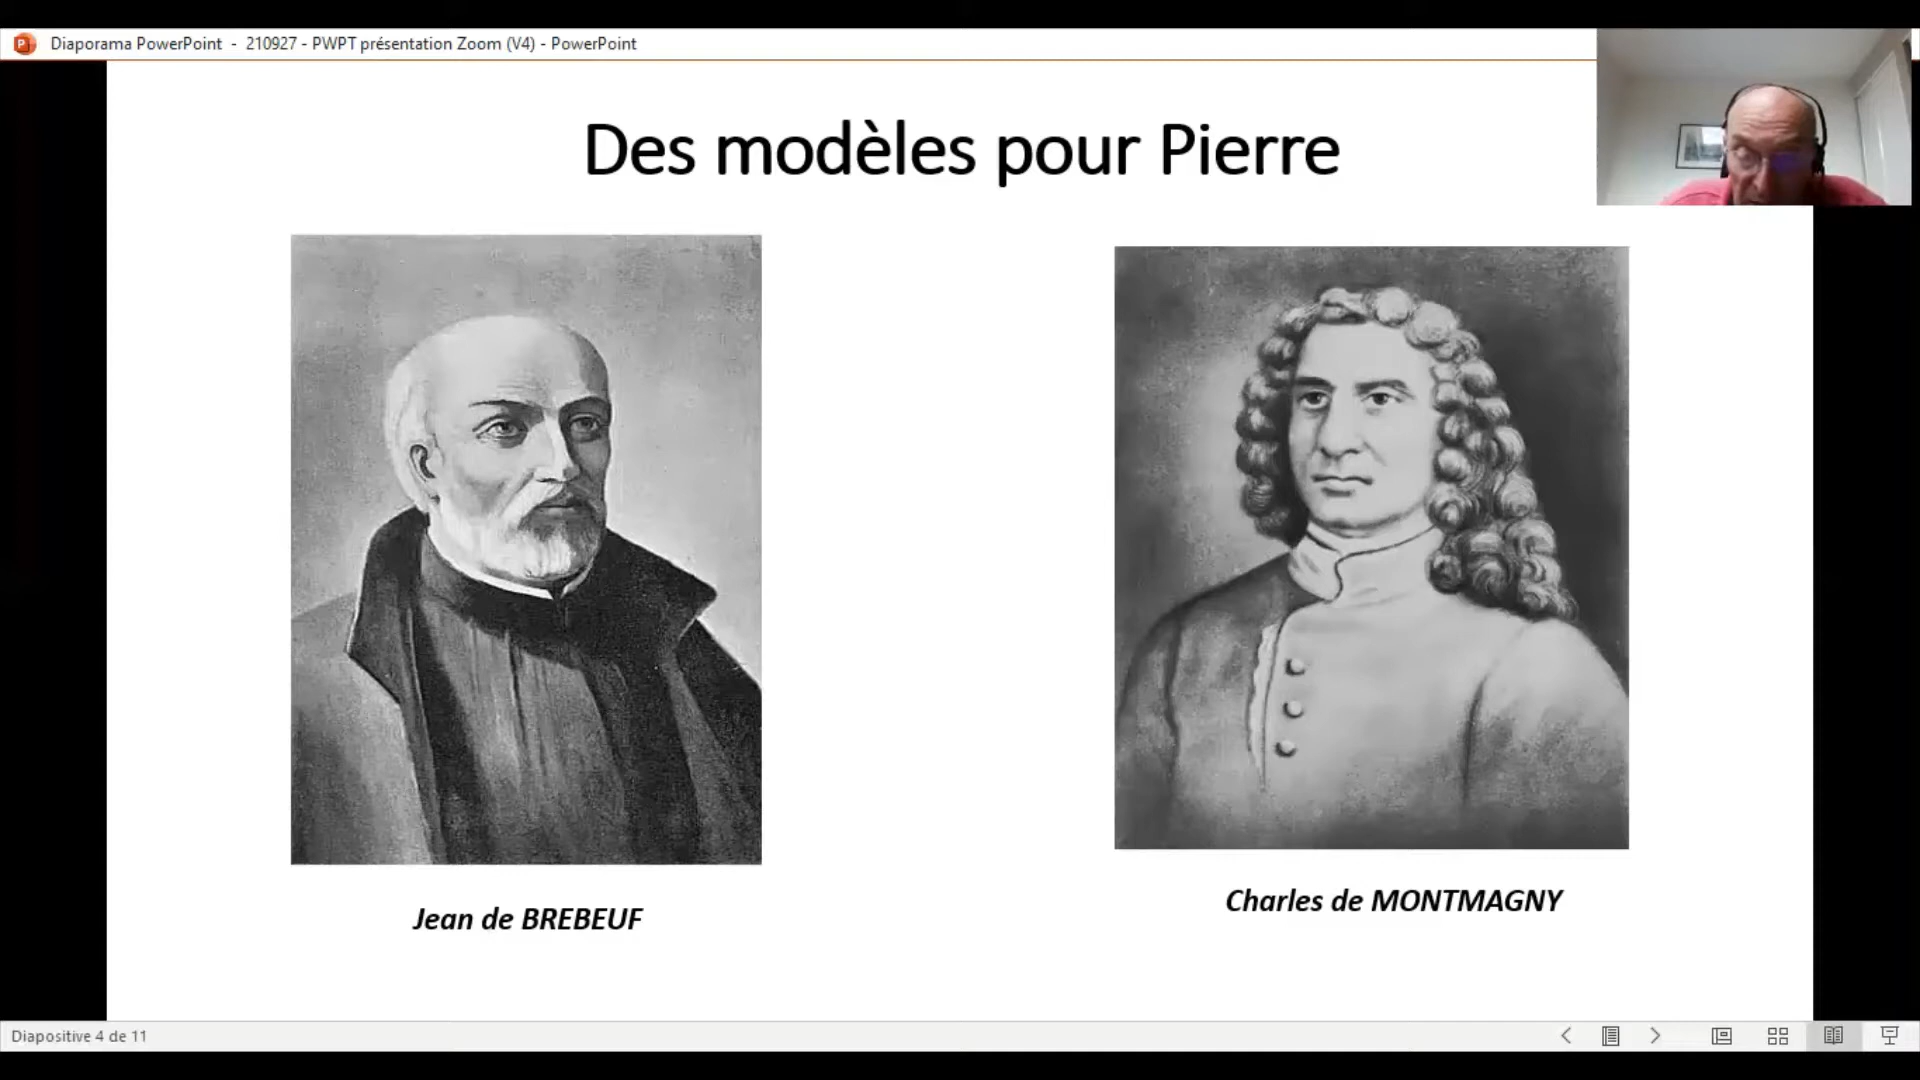 Diaporama PowerPoint - 210927 - PWPT présentation Zoom (V4) - PowerPoint
Des modèles pour Pierre
Jean de BREBEUF
Charles de MONTMAGNY
Diapositive 4 de 11